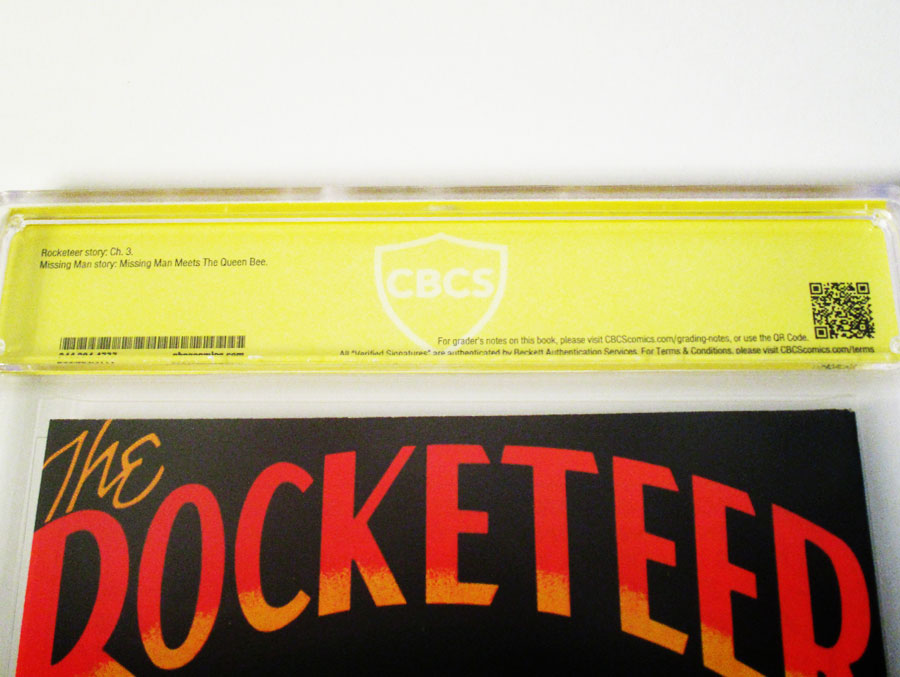 Rocketeer story: Ch. 3.
Missing Man story: Missing Man Meets The Queen Bee.
CBCS
For grader's notes on this book, please visit CBCScomics.com/grading-notes, or use the QR Code.
All "Verified Signatures" are authenticated by Beckett Authentication Services. For Terms & Conditions, please visit CBCScomics.com/terms
The
ROCKETEER